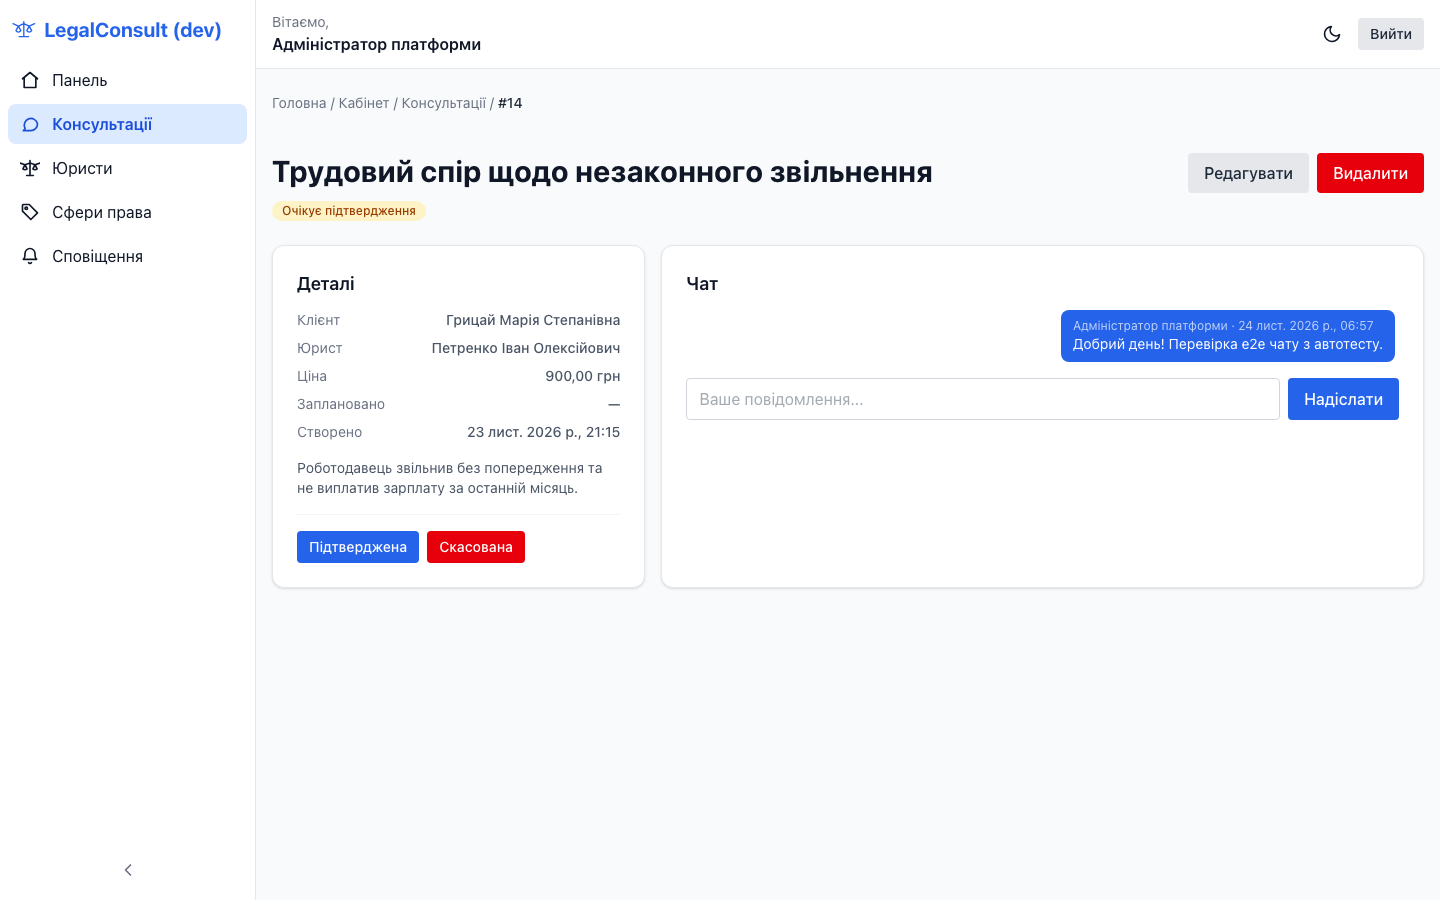 LegalConsult (dev)
Панель
Консультації
Юристи
Сфери права
Сповіщення
Вітаємо,
Адміністратор платформи
Вийти
Головна / Кабінет / Консультації / #14
Трудовий спір щодо незаконного звільнення
Редагувати
Видалити
Очікує підтвердження
Деталі
Клієнт Грицай Марія Степанівна
Юрист Петренко Іван Олексійович
Ціна 900,00 грн
Заплановано —
Створено 23 лист. 2026 р., 21:15
Роботодавець звільнив без попередження та
не виплатив зарплату за останній місяць.
Підтверджена
Скасована
Чат
Адміністратор платформи · 24 лист. 2026 р., 06:57
Добрий день! Перевірка e2e чату з автотесту.
Ваше повідомлення...
Надіслати